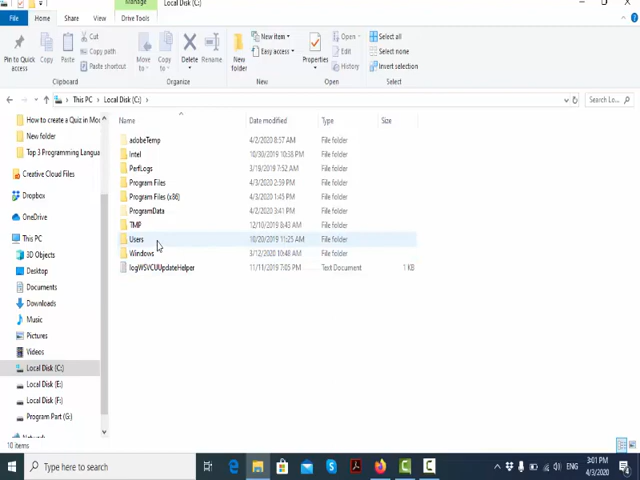 Manage
Local Disk (C:)
File
Home
Share
View
Drive Tools
Pin to Quick access
Copy
Paste
Cut
Copy path
Paste shortcut
Clipboard
Move to
Copy to
Delete
Rename
Organize
New folder
New item
Easy access
New
Properties
Open
Edit
History
Open
Select all
Select none
Invert selection
Select
This PC > Local Disk (C:) >
Search Lo...
How to create a Quiz in Moo
New folder
Top 3 Programming Langua
Creative Cloud Files
Dropbox
OneDrive
This PC
3D Objects
Desktop
Documents
Downloads
Music
Pictures
Videos
Local Disk (C:)
Local Disk (E:)
Local Disk (F:)
Program Part (G:)
Network
Name Date modified Type Size
adobeTemp 4/2/2020 8:57 AM File folder
Intel 10/30/2019 10:38 PM File folder
PerfLogs 3/19/2019 7:52 AM File folder
Program Files 4/3/2020 2:59 PM File folder
Program Files (x86) 4/3/2020 1:45 PM File folder
ProgramData 4/2/2020 3:41 PM File folder
TMP 12/10/2019 8:43 AM File folder
Users 10/20/2019 11:25 AM File folder
Windows 3/12/2020 10:48 AM File folder
logWSVCUUpdateHelper 11/11/2019 7:05 PM Text Document 1 KB
10 items
Type here to search
ENG
3:01 PM
4/3/2020